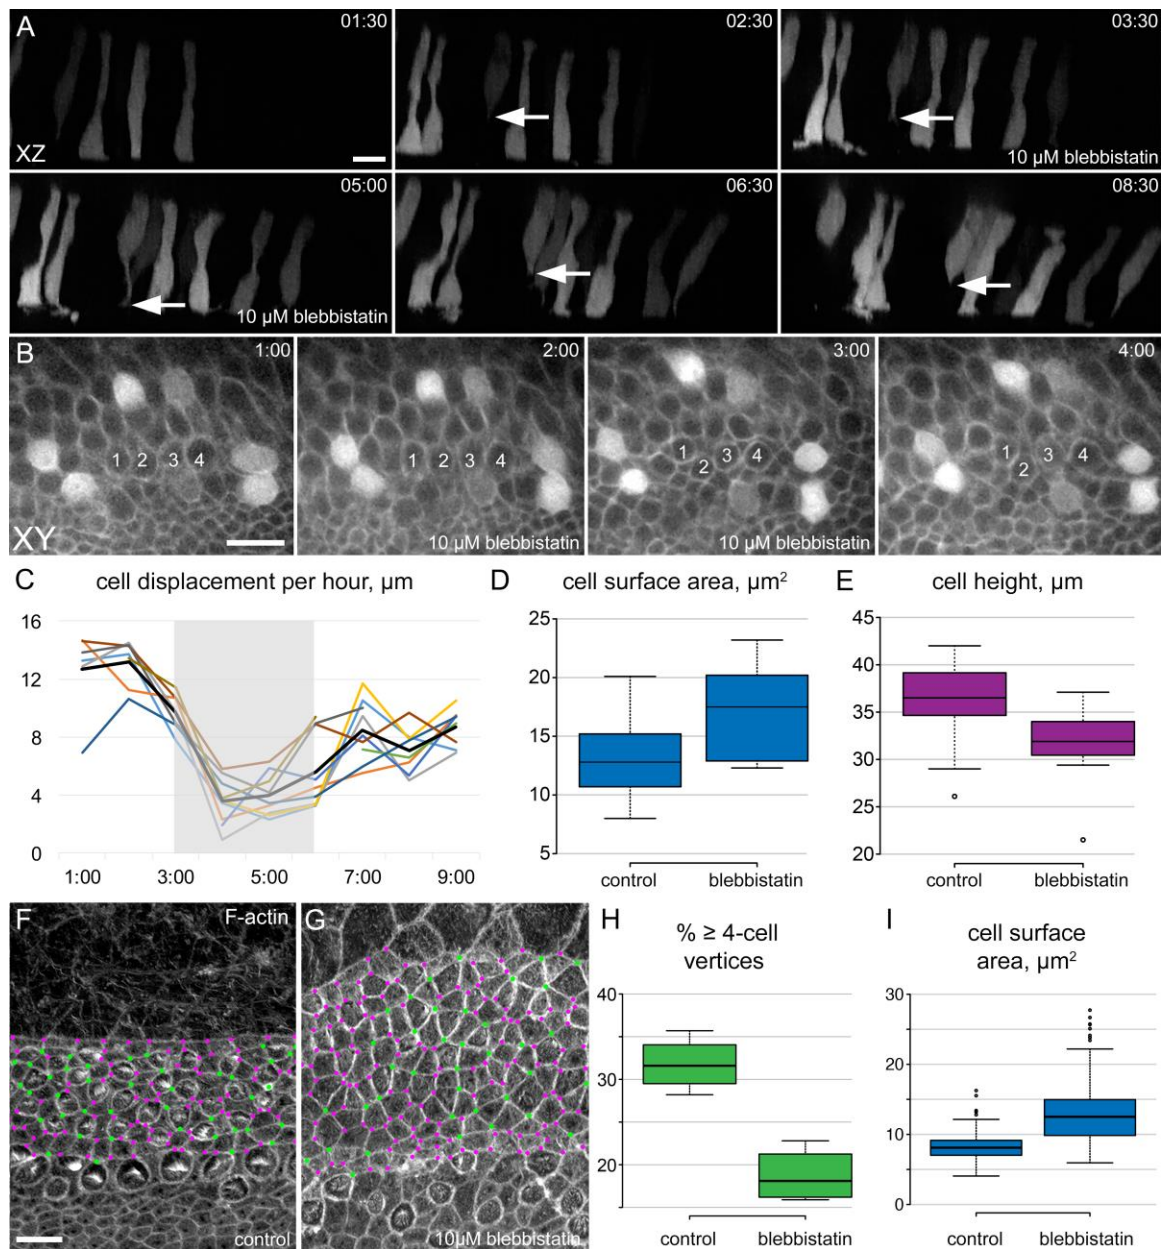 A
01:30
02:30
03:30
XZ
10 µM blebbistatin
05:00
06:30
08:30
10 µM blebbistatin
B
1:00
2:00
3:00
4:00
1 2 3 4
1 2 3 4
1 2 3 4
1 2 3 4
XY
10 µM blebbistatin
10 µM blebbistatin
C
cell displacement per hour, µm
16
12
8
4
0
1:00 3:00 5:00 7:00 9:00
D
cell surface area, µm²
25
20
15
10
5
control blebbistatin
E
cell height, µm
45
40
35
30
25
20
control blebbistatin
F
F-actin
control
G
10µM blebbistatin
H
% ≥ 4-cell
vertices
40
30
20
control blebbistatin
I
cell surface
area, µm²
30
20
10
0
control blebbistatin